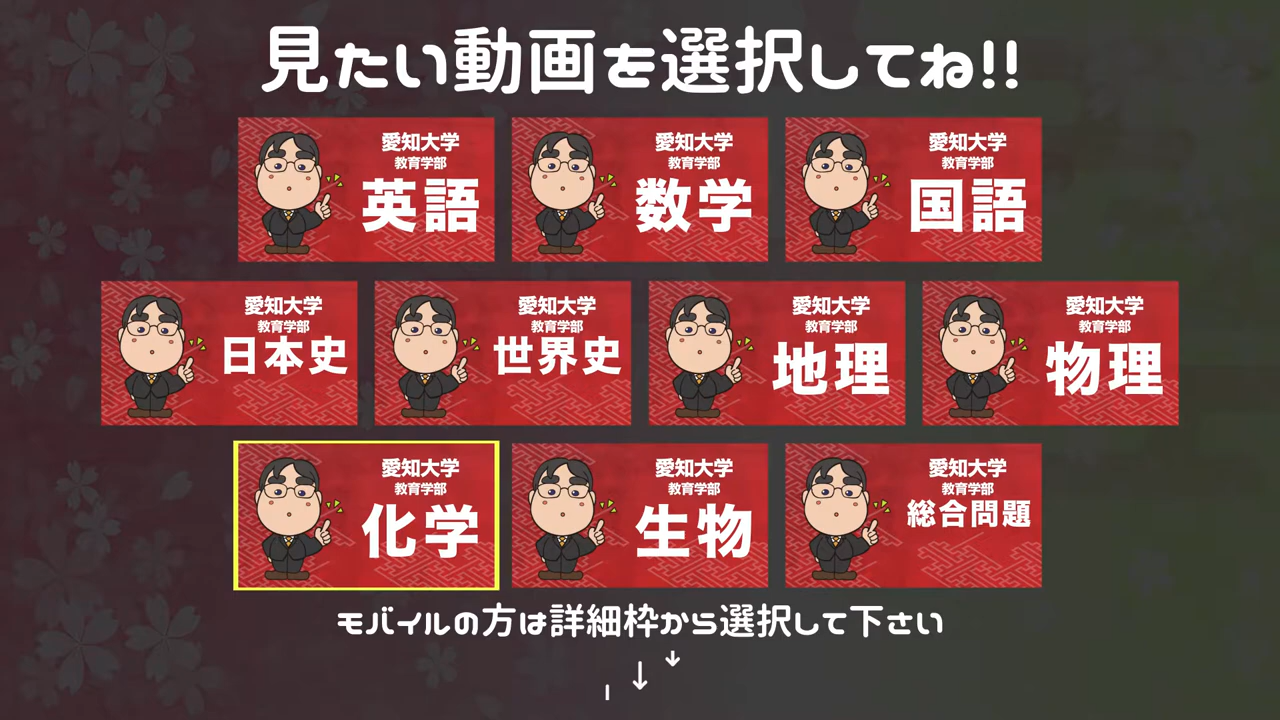 見たい動画を選択してね!!
愛知大学
教育学部
英語
愛知大学
教育学部
数学
愛知大学
教育学部
国語
愛知大学
教育学部
日本史
愛知大学
教育学部
世界史
愛知大学
教育学部
地理
愛知大学
教育学部
物理
愛知大学
教育学部
化学
愛知大学
教育学部
生物
愛知大学
教育学部
総合問題
モバイルの方は詳細枠から選択して下さい